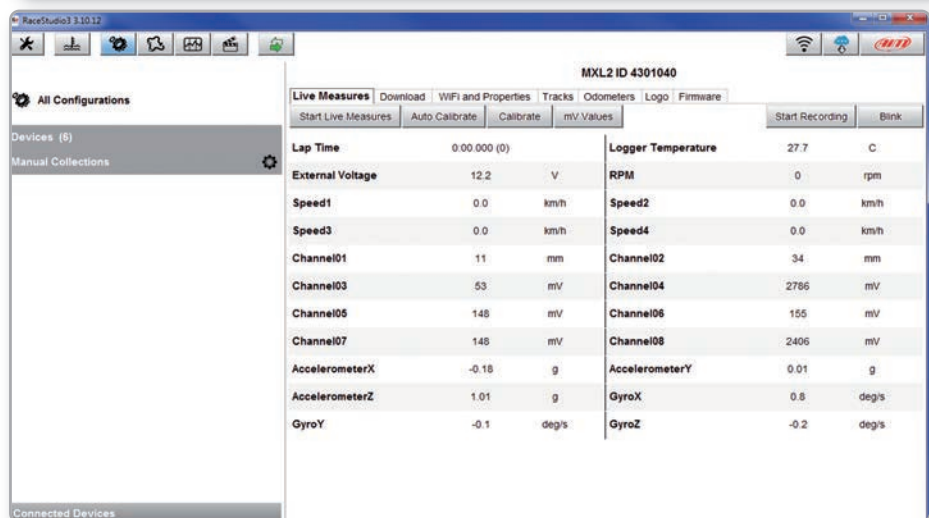 RaceStudio3 3.10.12
AiM
MXL2 ID 4301040
All Configurations
Live Measures Download WiFi and Properties Tracks Odometers Logo Firmware
Start Live Measures Auto Calibrate Calibrate mV Values Start Recording Blink
Devices (6)
Manual Collections
Lap Time 0:00.000 (0) Logger Temperature 27.7 C
External Voltage 12.2 V RPM 0 rpm
Speed1 0.0 km/h Speed2 0.0 km/h
Speed3 0.0 km/h Speed4 0.0 km/h
Channel01 11 mm Channel02 34 mm
Channel03 53 mV Channel04 2786 mV
Channel05 148 mV Channel06 155 mV
Channel07 148 mV Channel08 2406 mV
AccelerometerX -0.18 g AccelerometerY 0.01 g
AccelerometerZ 1.01 g GyroX 0.8 deg/s
GyroY -0.1 deg/s GyroZ -0.2 deg/s
Connected Devices